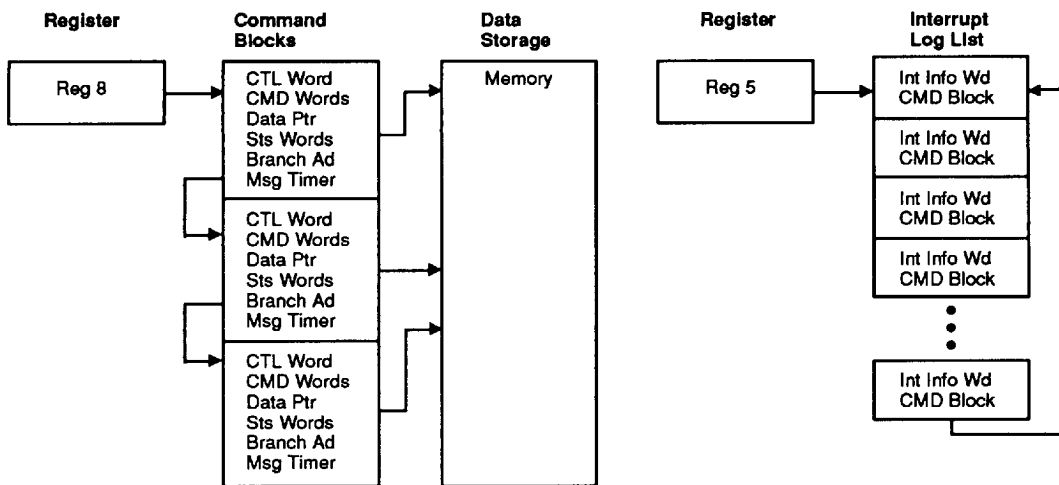 Register
Command
Blocks
Data
Storage
Reg 8
CTL Word
CMD Words
Data Ptr
Sts Words
Branch Ad
Msg Timer
CTL Word
CMD Words
Data Ptr
Sts Words
Branch Ad
Msg Timer
CTL Word
CMD Words
Data Ptr
Sts Words
Branch Ad
Msg Timer
Memory
Register
Interrupt
Log List
Reg 5
Int Info Wd
CMD Block
Int Info Wd
CMD Block
Int Info Wd
CMD Block
Int Info Wd
CMD Block
Int Info Wd
CMD Block